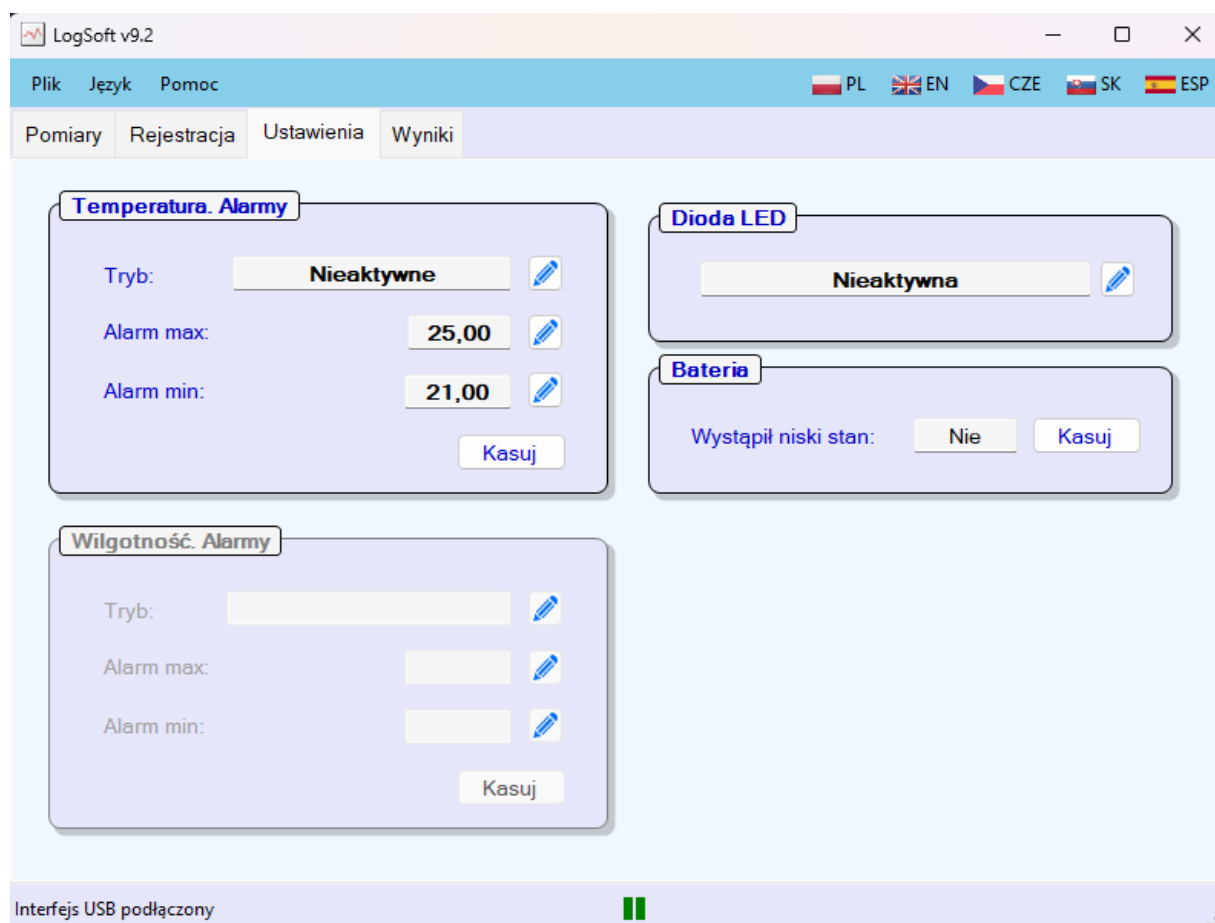 LogSoft v9.2
Plik Język Pomoc PL EN CZE SK ESP
Pomiary Rejestracja Ustawienia Wyniki
Temperatura. Alarmy
Tryb: Nieaktywne
Alarm max: 25,00
Alarm min: 21,00
Kasuj
Dioda LED
Nieaktywna
Bateria
Wystąpił niski stan: Nie Kasuj
Wilgotność. Alarmy
Tryb:
Alarm max:
Alarm min:
Kasuj
Interfejs USB podłączony